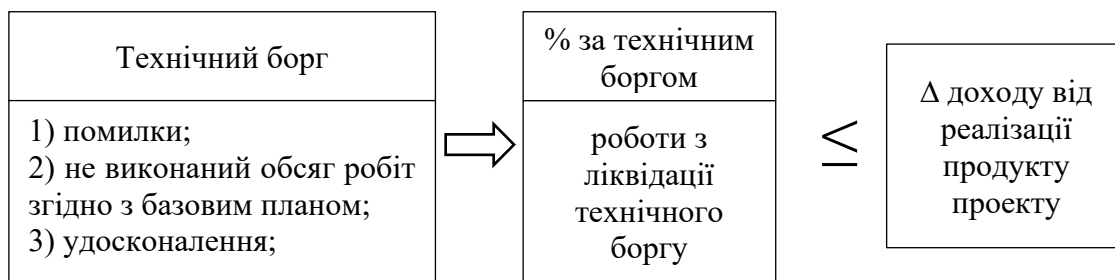 Технічний борг
1) помилки;
2) не виконаний обсяг робіт
згідно з базовим планом;
3) удосконалення;
% за технічним
боргом
роботи з
ліквідації
технічного
боргу
≤
Δ доходу від
реалізації
продукту
проекту